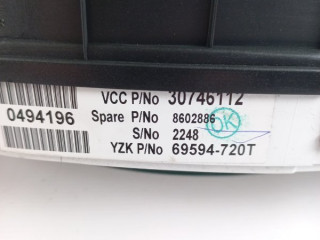 VCC P/No 30746112
0494196
Spare P/No 8602886
OK
S/No 2248
YZK P/No 69594-720T